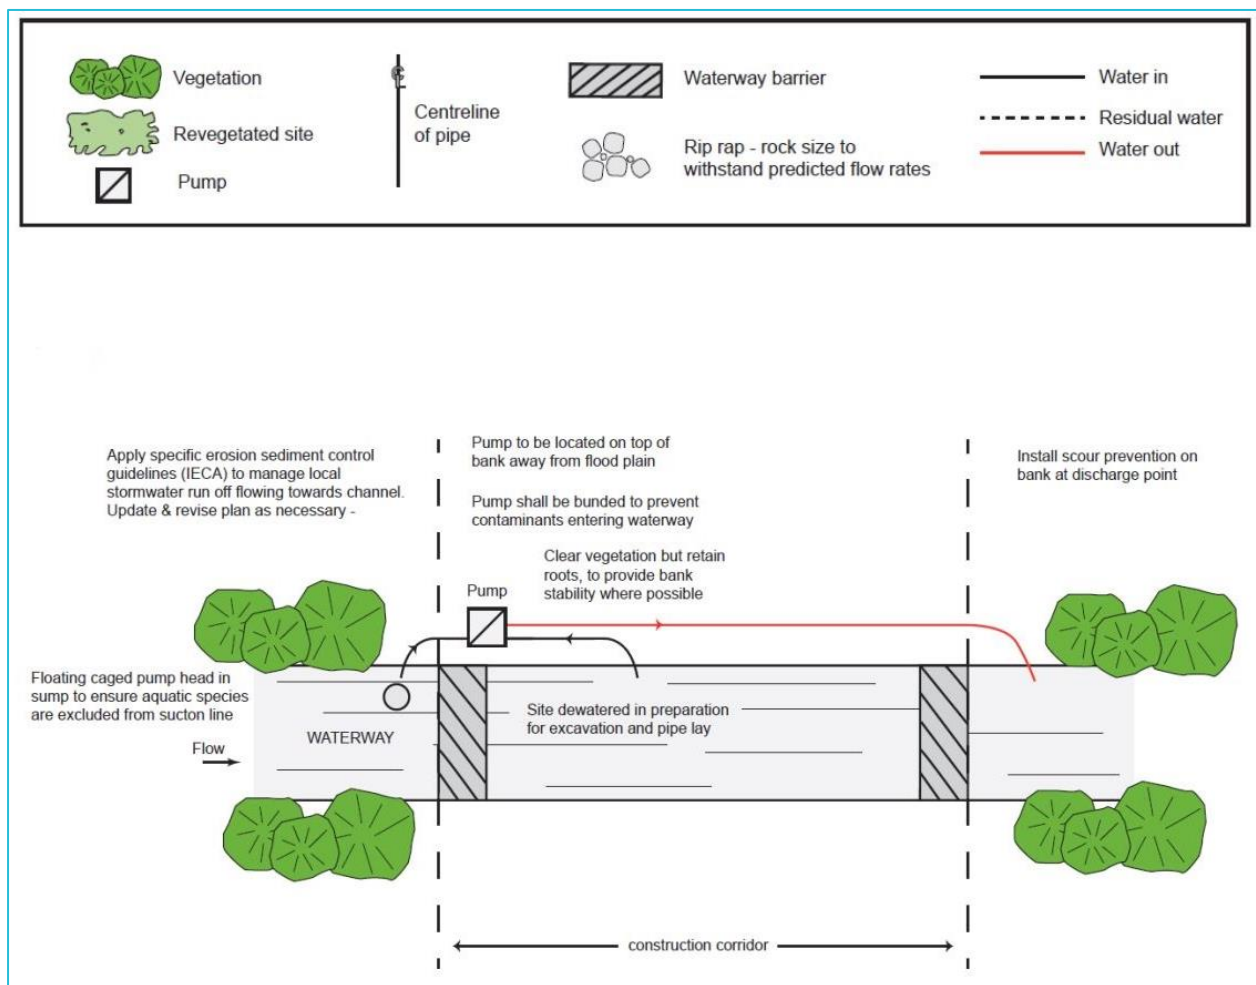 Vegetation
Revegetated site
Pump
℄
Centreline
of pipe
Waterway barrier
Rip rap - rock size to
withstand predicted flow rates
Water in
Residual water
Water out
Apply specific erosion sediment control
guidelines (IECA) to manage local
stormwater run off flowing towards channel.
Update & revise plan as necessary -
Pump to be located on top of
bank away from flood plain
Pump shall be bunded to prevent
contaminants entering waterway
Clear vegetation but retain
roots, to provide bank
stability where possible
Install scour prevention on
bank at discharge point
Pump
Floating caged pump head in
sump to ensure aquatic species
are excluded from sucton line
Flow
WATERWAY
Site dewatered in preparation
for excavation and pipe lay
construction corridor